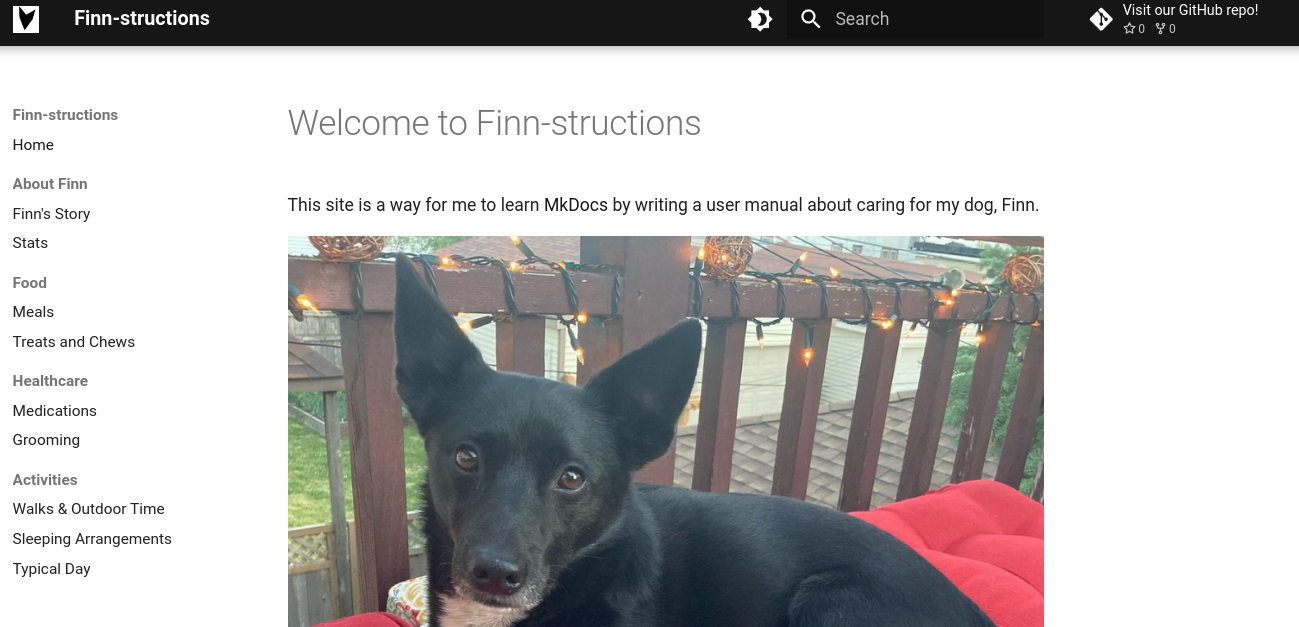 Finn-structions
Search
Visit our GitHub repo!
0 0
Finn-structions
Home
About Finn
Finn's Story
Stats
Food
Meals
Treats and Chews
Healthcare
Medications
Grooming
Activities
Walks & Outdoor Time
Sleeping Arrangements
Typical Day
Welcome to Finn-structions
This site is a way for me to learn MkDocs by writing a user manual about caring for my dog, Finn.